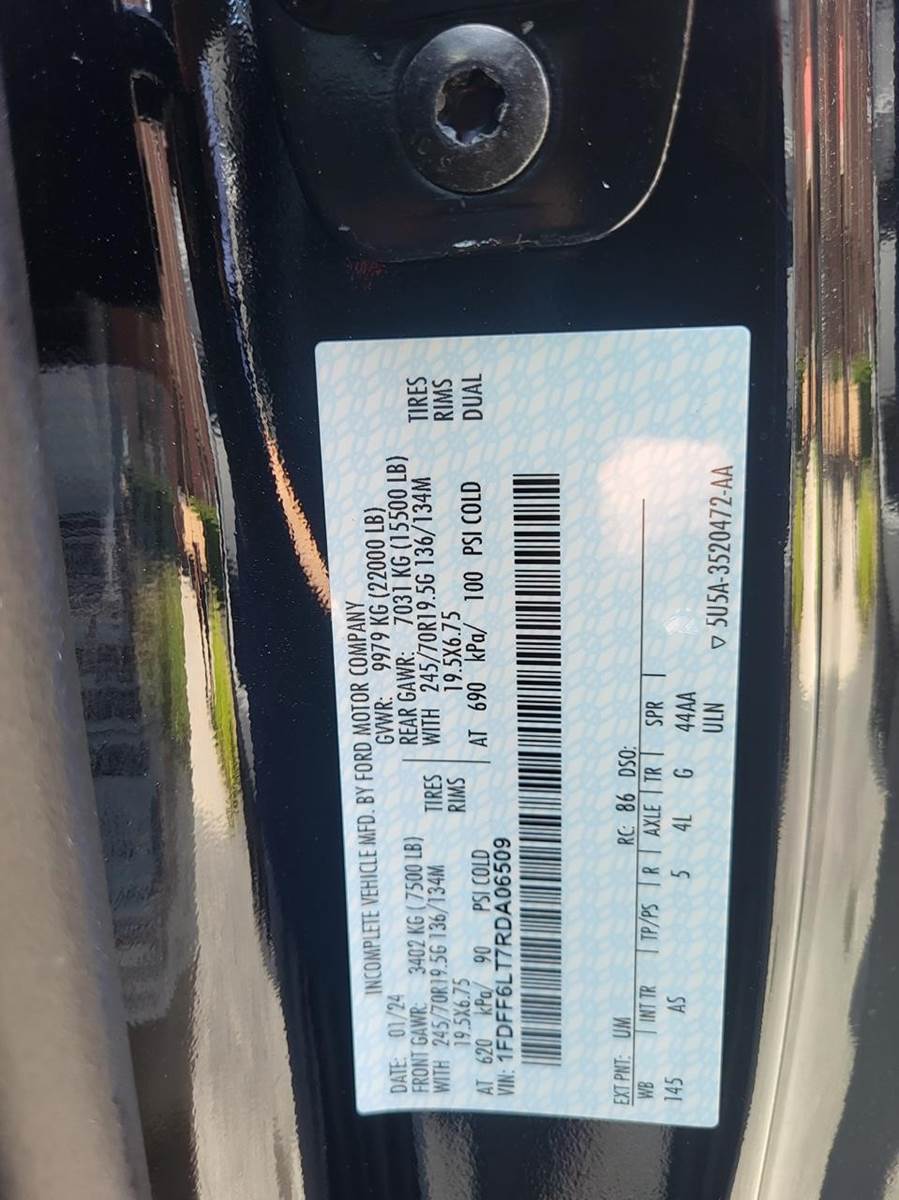 INCOMPLETE VEHICLE MFD. BY FORD MOTOR COMPANY
DATE: 01/24 GVWR: 9979 KG (22000 LB)
FRONT GAWR: 3402 KG (7500 LB) REAR GAWR: 7031 KG (15500 LB)
WITH 245/70R19.5G 136/134M TIRES WITH 245/70R19.5G 136/134M TIRES
19.5X6.75 RIMS 19.5X6.75 RIMS
AT 620 kPa/ 90 PSI COLD AT 690 kPa/ 100 PSI COLD DUAL
VIN: 1FDFF6LT7RDA06509
EXT PNT: UM RC: 86 DSO:
WB | INT TR | TP/PS | R | AXLE | TR | SPR |
145 AS 5 4L G 44AA
ULN
▽ 5U5A-3520472-AA